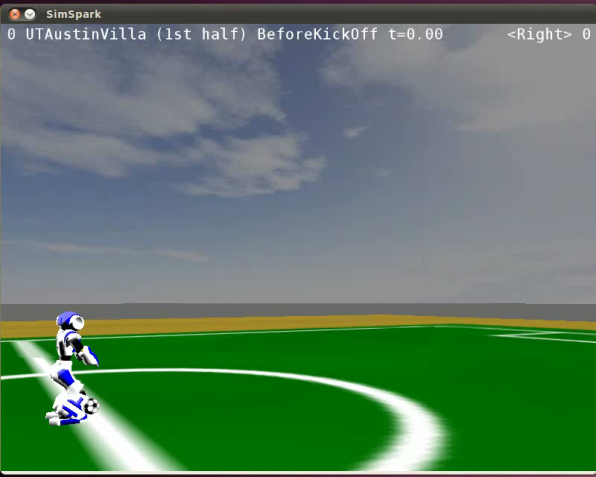 SimSpark
0 UTAustinVilla (1st half) BeforeKickOff t=0.00 <Right> 0